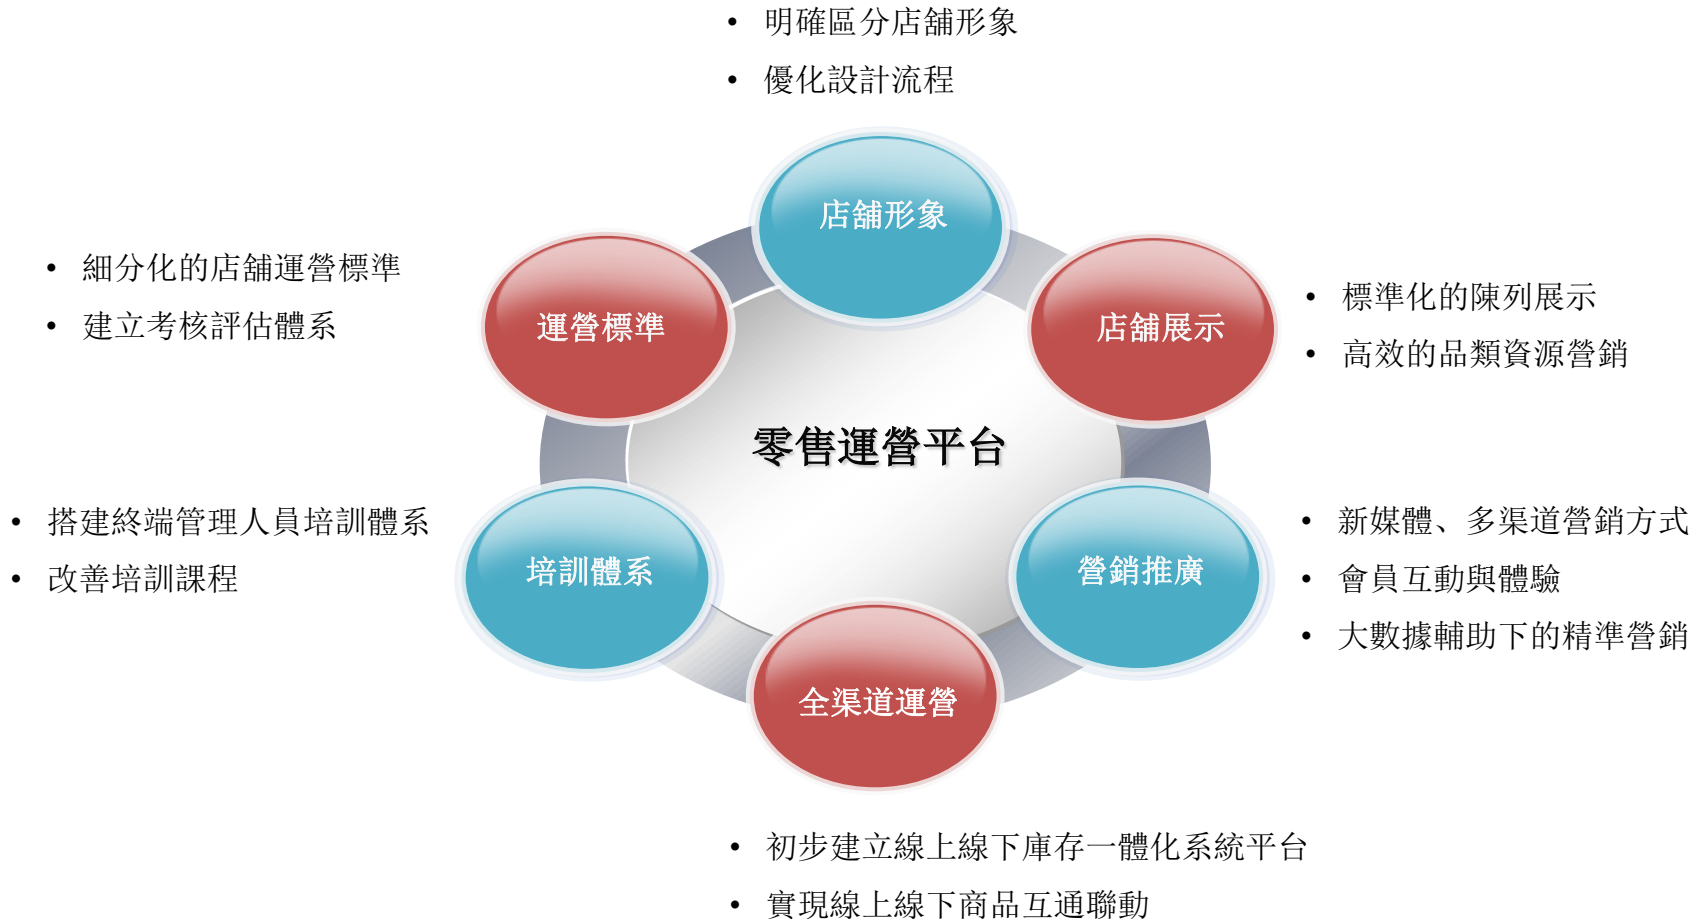 明確區分店舖形象
優化設計流程
店舖形象
細分化的店舖運營標準
建立考核評估體系
運營標準
店舖展示
標準化的陳列展示
高效的品類資源營銷
零售運營平台
搭建終端管理人員培訓體系
改善培訓課程
培訓體系
營銷推廣
新媒體、多渠道營銷方式
會員互動與體驗
大數據輔助下的精準營銷
全渠道運營
初步建立線上線下庫存一體化系統平台
實現線上線下商品互通聯動